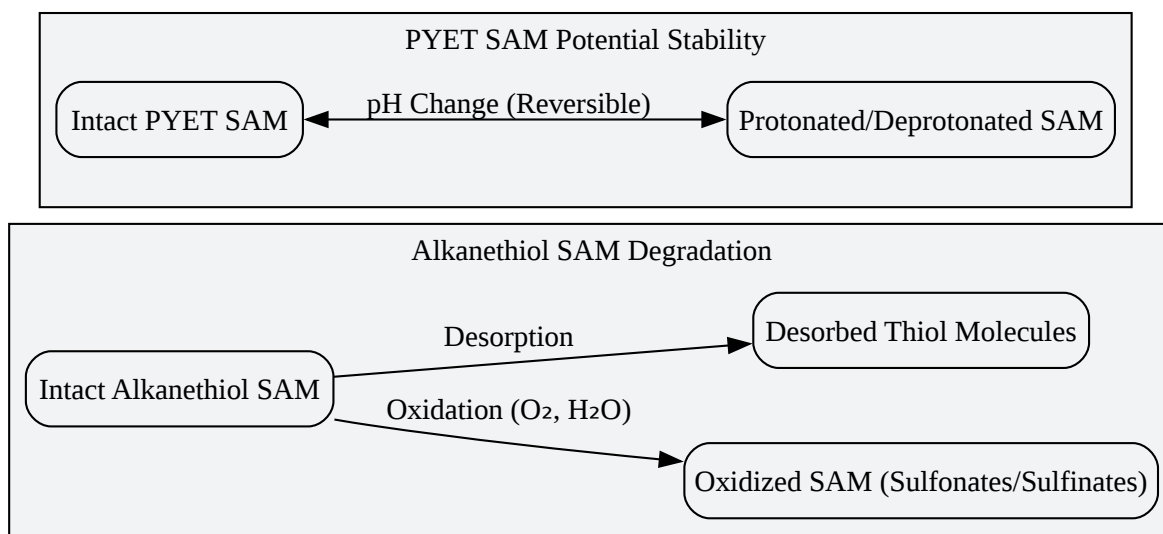 PYET SAM Potential Stability
Intact PYET SAM
pH Change (Reversible)
Protonated/Deprotonated SAM
Alkanethiol SAM Degradation
Intact Alkanethiol SAM
Desorption
Desorbed Thiol Molecules
Oxidation (O₂, H₂O)
Oxidized SAM (Sulfonates/Sulfinates)